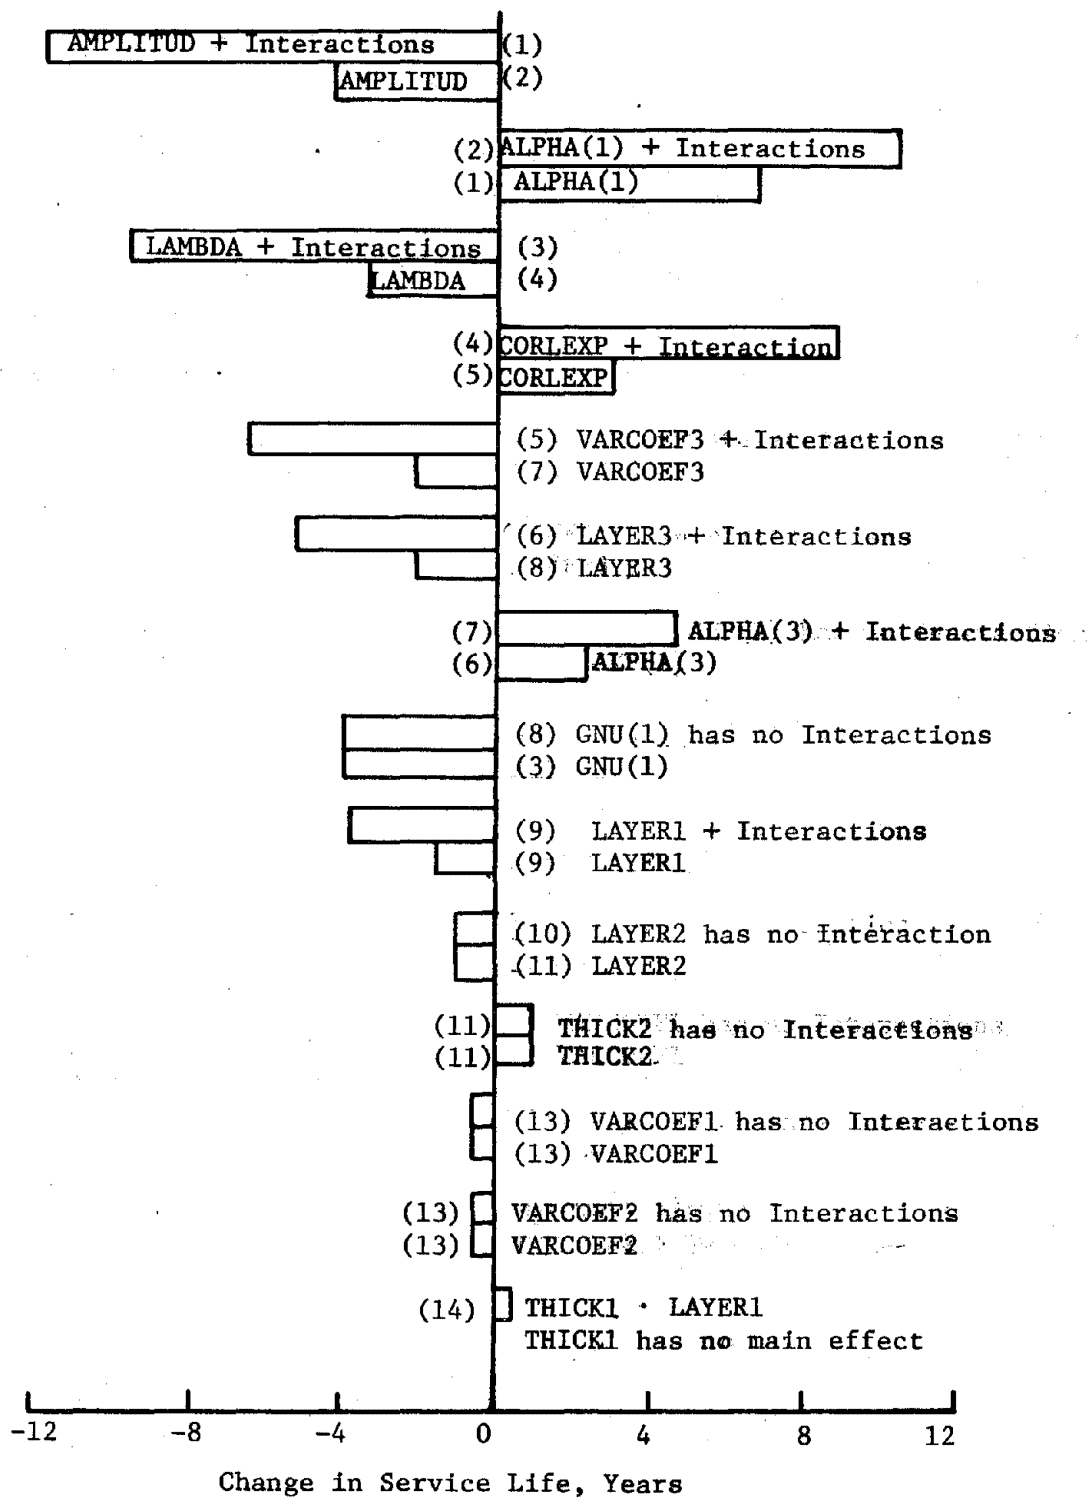 AMPLITUD + Interactions (1)
AMPLITUD (2)
(2) ALPHA(1) + Interactions
(1) ALPHA(1)
LAMBDA + Interactions (3)
LAMBDA (4)
(4) CORLEXP + Interaction
(5) CORLEXP
(5) VARCOEF3 + Interactions
(7) VARCOEF3
(6) LAYER3 + Interactions
(8) LAYER3
(7) ALPHA(3) + Interactions
(6) ALPHA(3)
(8) GNU(1) has no Interactions
(3) GNU(1)
(9) LAYER1 + Interactions
(9) LAYER1
(10) LAYER2 has no Interaction
(11) LAYER2
(11) THICK2 has no Interactions
(11) THICK2
(13) VARCOEF1 has no Interactions
(13) VARCOEF1
(13) VARCOEF2 has no Interactions
(13) VARCOEF2
(14) THICK1 · LAYER1
THICK1 has no main effect
-12 -8 -4 0 4 8 12
Change in Service Life, Years